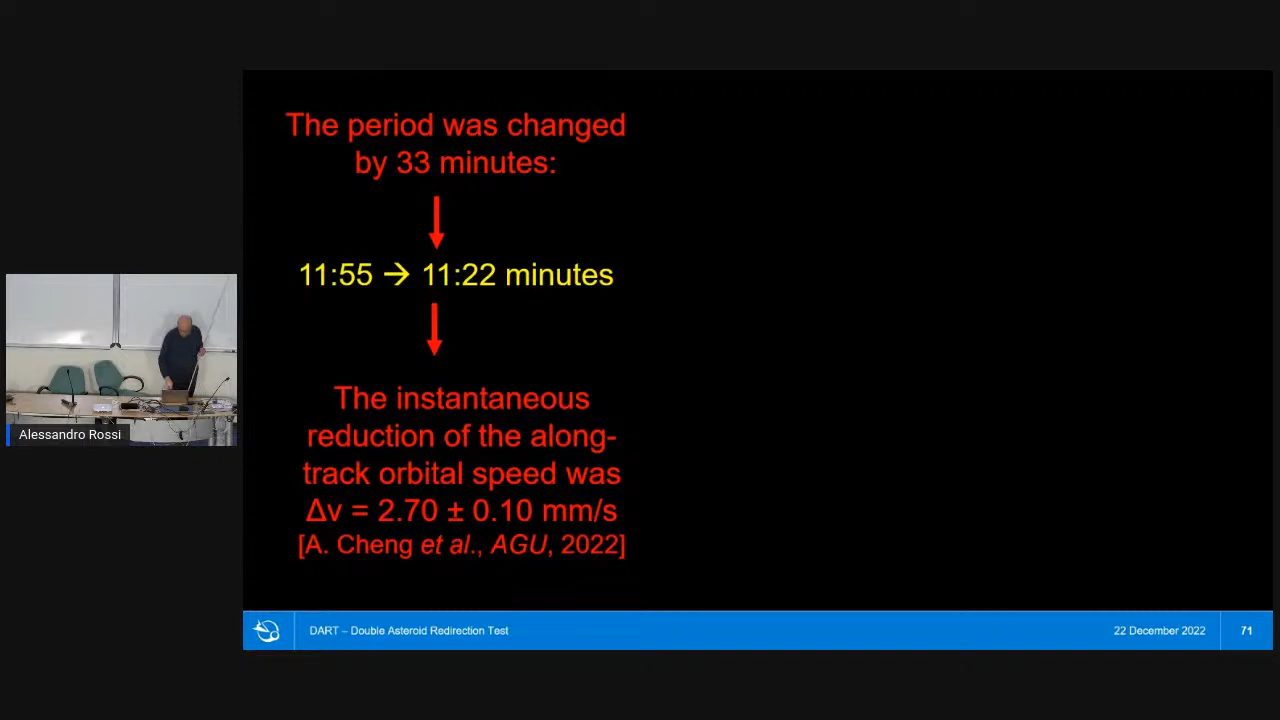 The period was changed
by 33 minutes:
11:55 → 11:22 minutes
The instantaneous
reduction of the along-
track orbital speed was
Δv = 2.70 ± 0.10 mm/s
[A. Cheng et al., AGU, 2022]
Alessandro Rossi
DART – Double Asteroid Redirection Test
22 December 2022
71